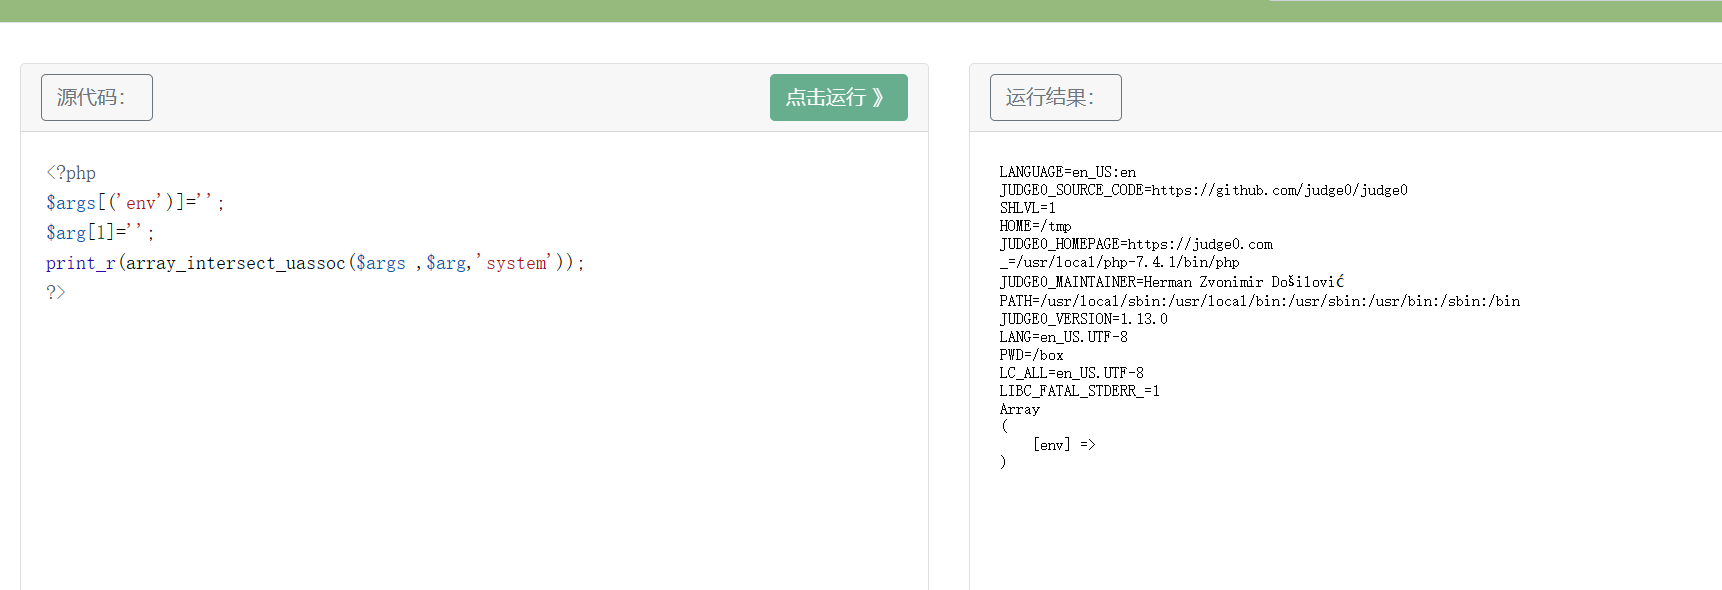 源代码：
点击运行 》
<?php
$args[('env')]='';
$arg[1]='';
print_r(array_intersect_uassoc($args ,$arg,'system'));
?>
运行结果：
LANGUAGE=en_US:en
JUDGE0_SOURCE_CODE=https://github.com/judge0/judge0
SHLVL=1
HOME=/tmp
JUDGE0_HOMEPAGE=https://judge0.com
_=/usr/local/php-7.4.1/bin/php
JUDGE0_MAINTAINER=Herman Zvonimir Došilović
PATH=/usr/local/sbin:/usr/local/bin:/usr/sbin:/usr/bin:/sbin:/bin
JUDGE0_VERSION=1.13.0
LANG=en_US.UTF-8
PWD=/box
LC_ALL=en_US.UTF-8
LIBC_FATAL_STDERR_=1
Array
(
    [env] =>
)